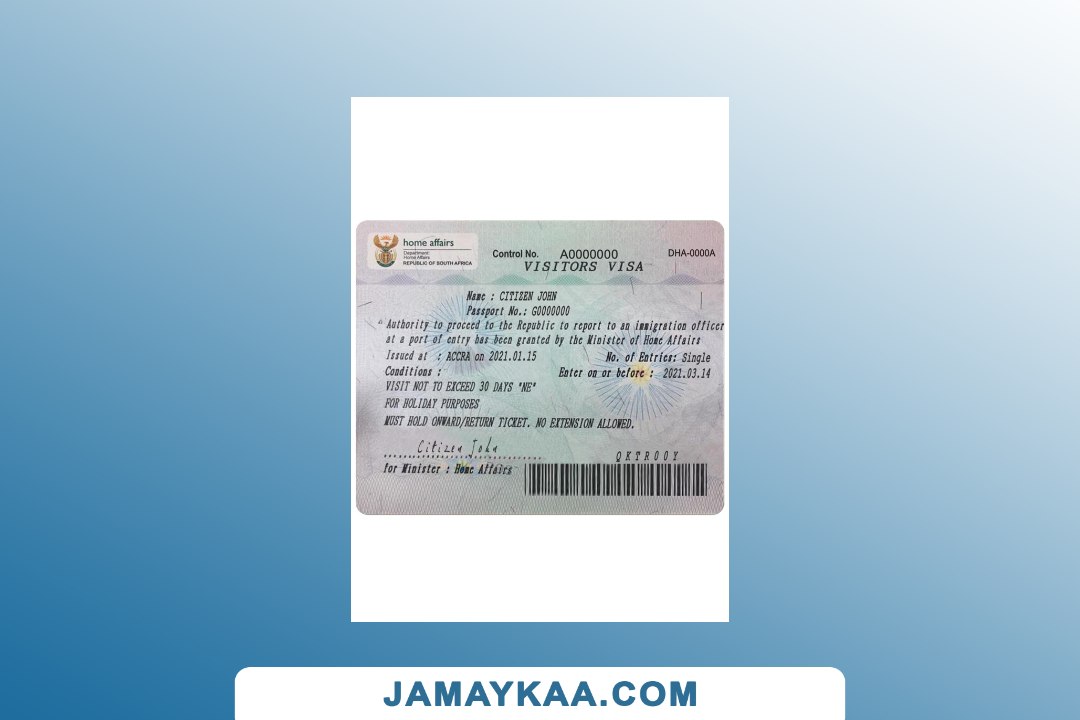 home affairs
Department:
Home Affairs
REPUBLIC OF SOUTH AFRICA
Control No. A0000000 DHA-0000A
VISITORS VISA
Name : CITIZEN JOHN
Passport No.: G0000000
Authority to proceed to the Republic to report to an immigration officer
at a port of entry has been granted by the Minister of Home Affairs
Issued at : ACCRA on 2021.01.15 No. of Entries: Single
Conditions : Enter on or before : 2021.03.14
VISIT NOT TO EXCEED 30 DAYS "NE"
FOR HOLIDAY PURPOSES
MUST HOLD ONWARD/RETURN TICKET. NO EXTENSION ALLOWED.
Citizen John
QKTR00Y
for Minister : Home Affairs
JAMAYKAA.COM